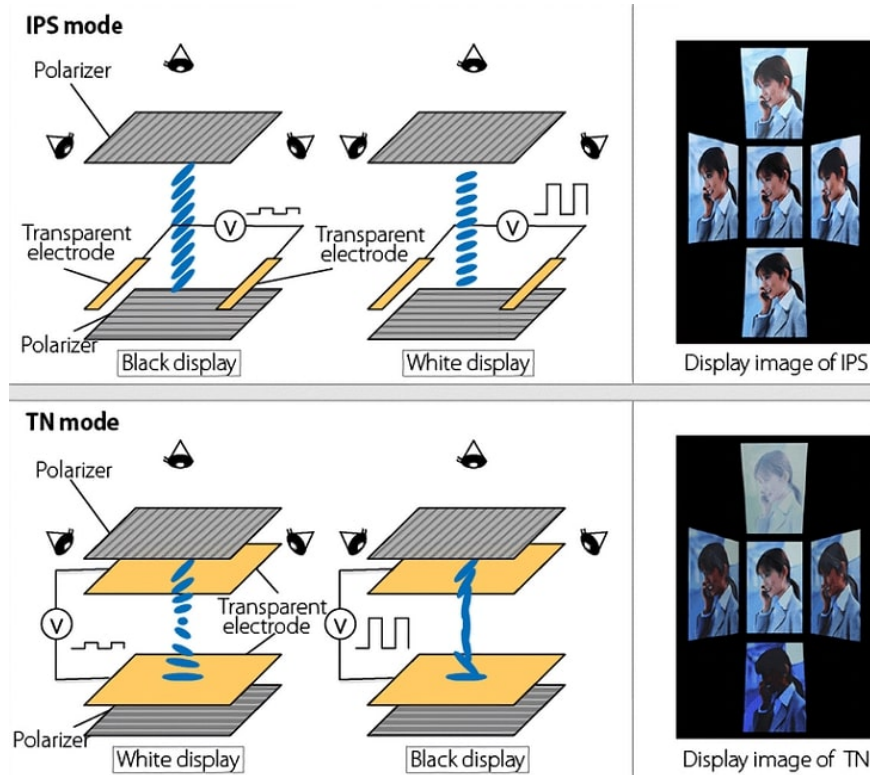 IPS mode
Polarizer
Transparent
electrode
V
Transparent
electrode
V
Polarizer
Black display
White display
Display image of IPS
TN mode
Polarizer
V
Transparent
electrode
V
Polarizer
White display
Black display
Display image of TN